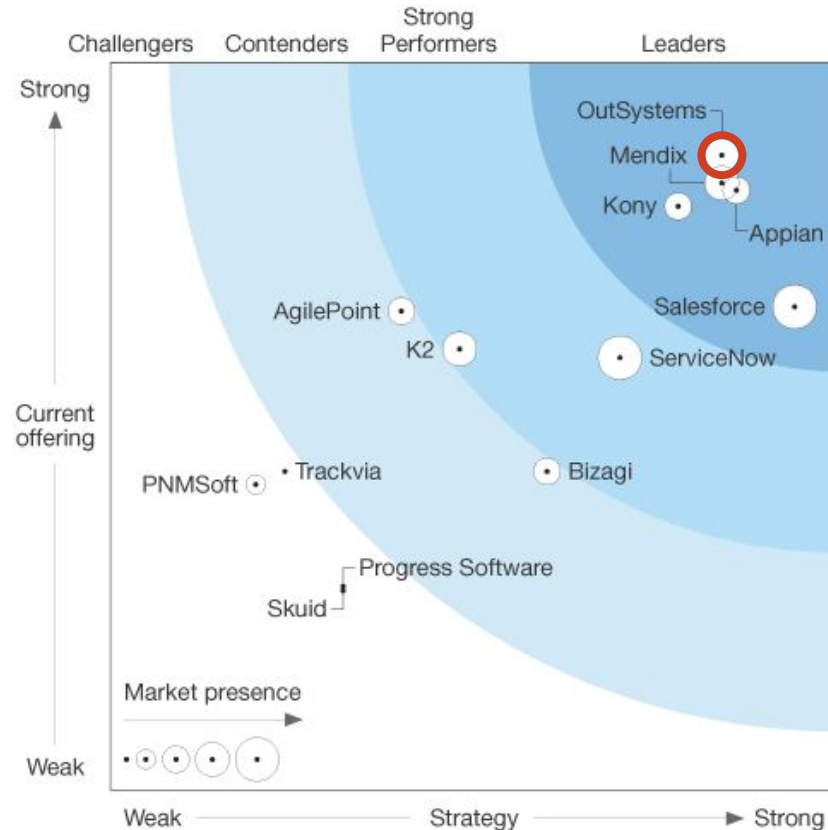 Challengers
Contenders
Strong
Performers
Leaders
Strong
OutSystems
Mendix
Kony
Appian
Salesforce
AgilePoint
K2
ServiceNow
Current
offering
PNMSoft
Trackvia
Bizagi
Progress Software
Skuid
Market presence
Weak
Weak
Strategy
Strong